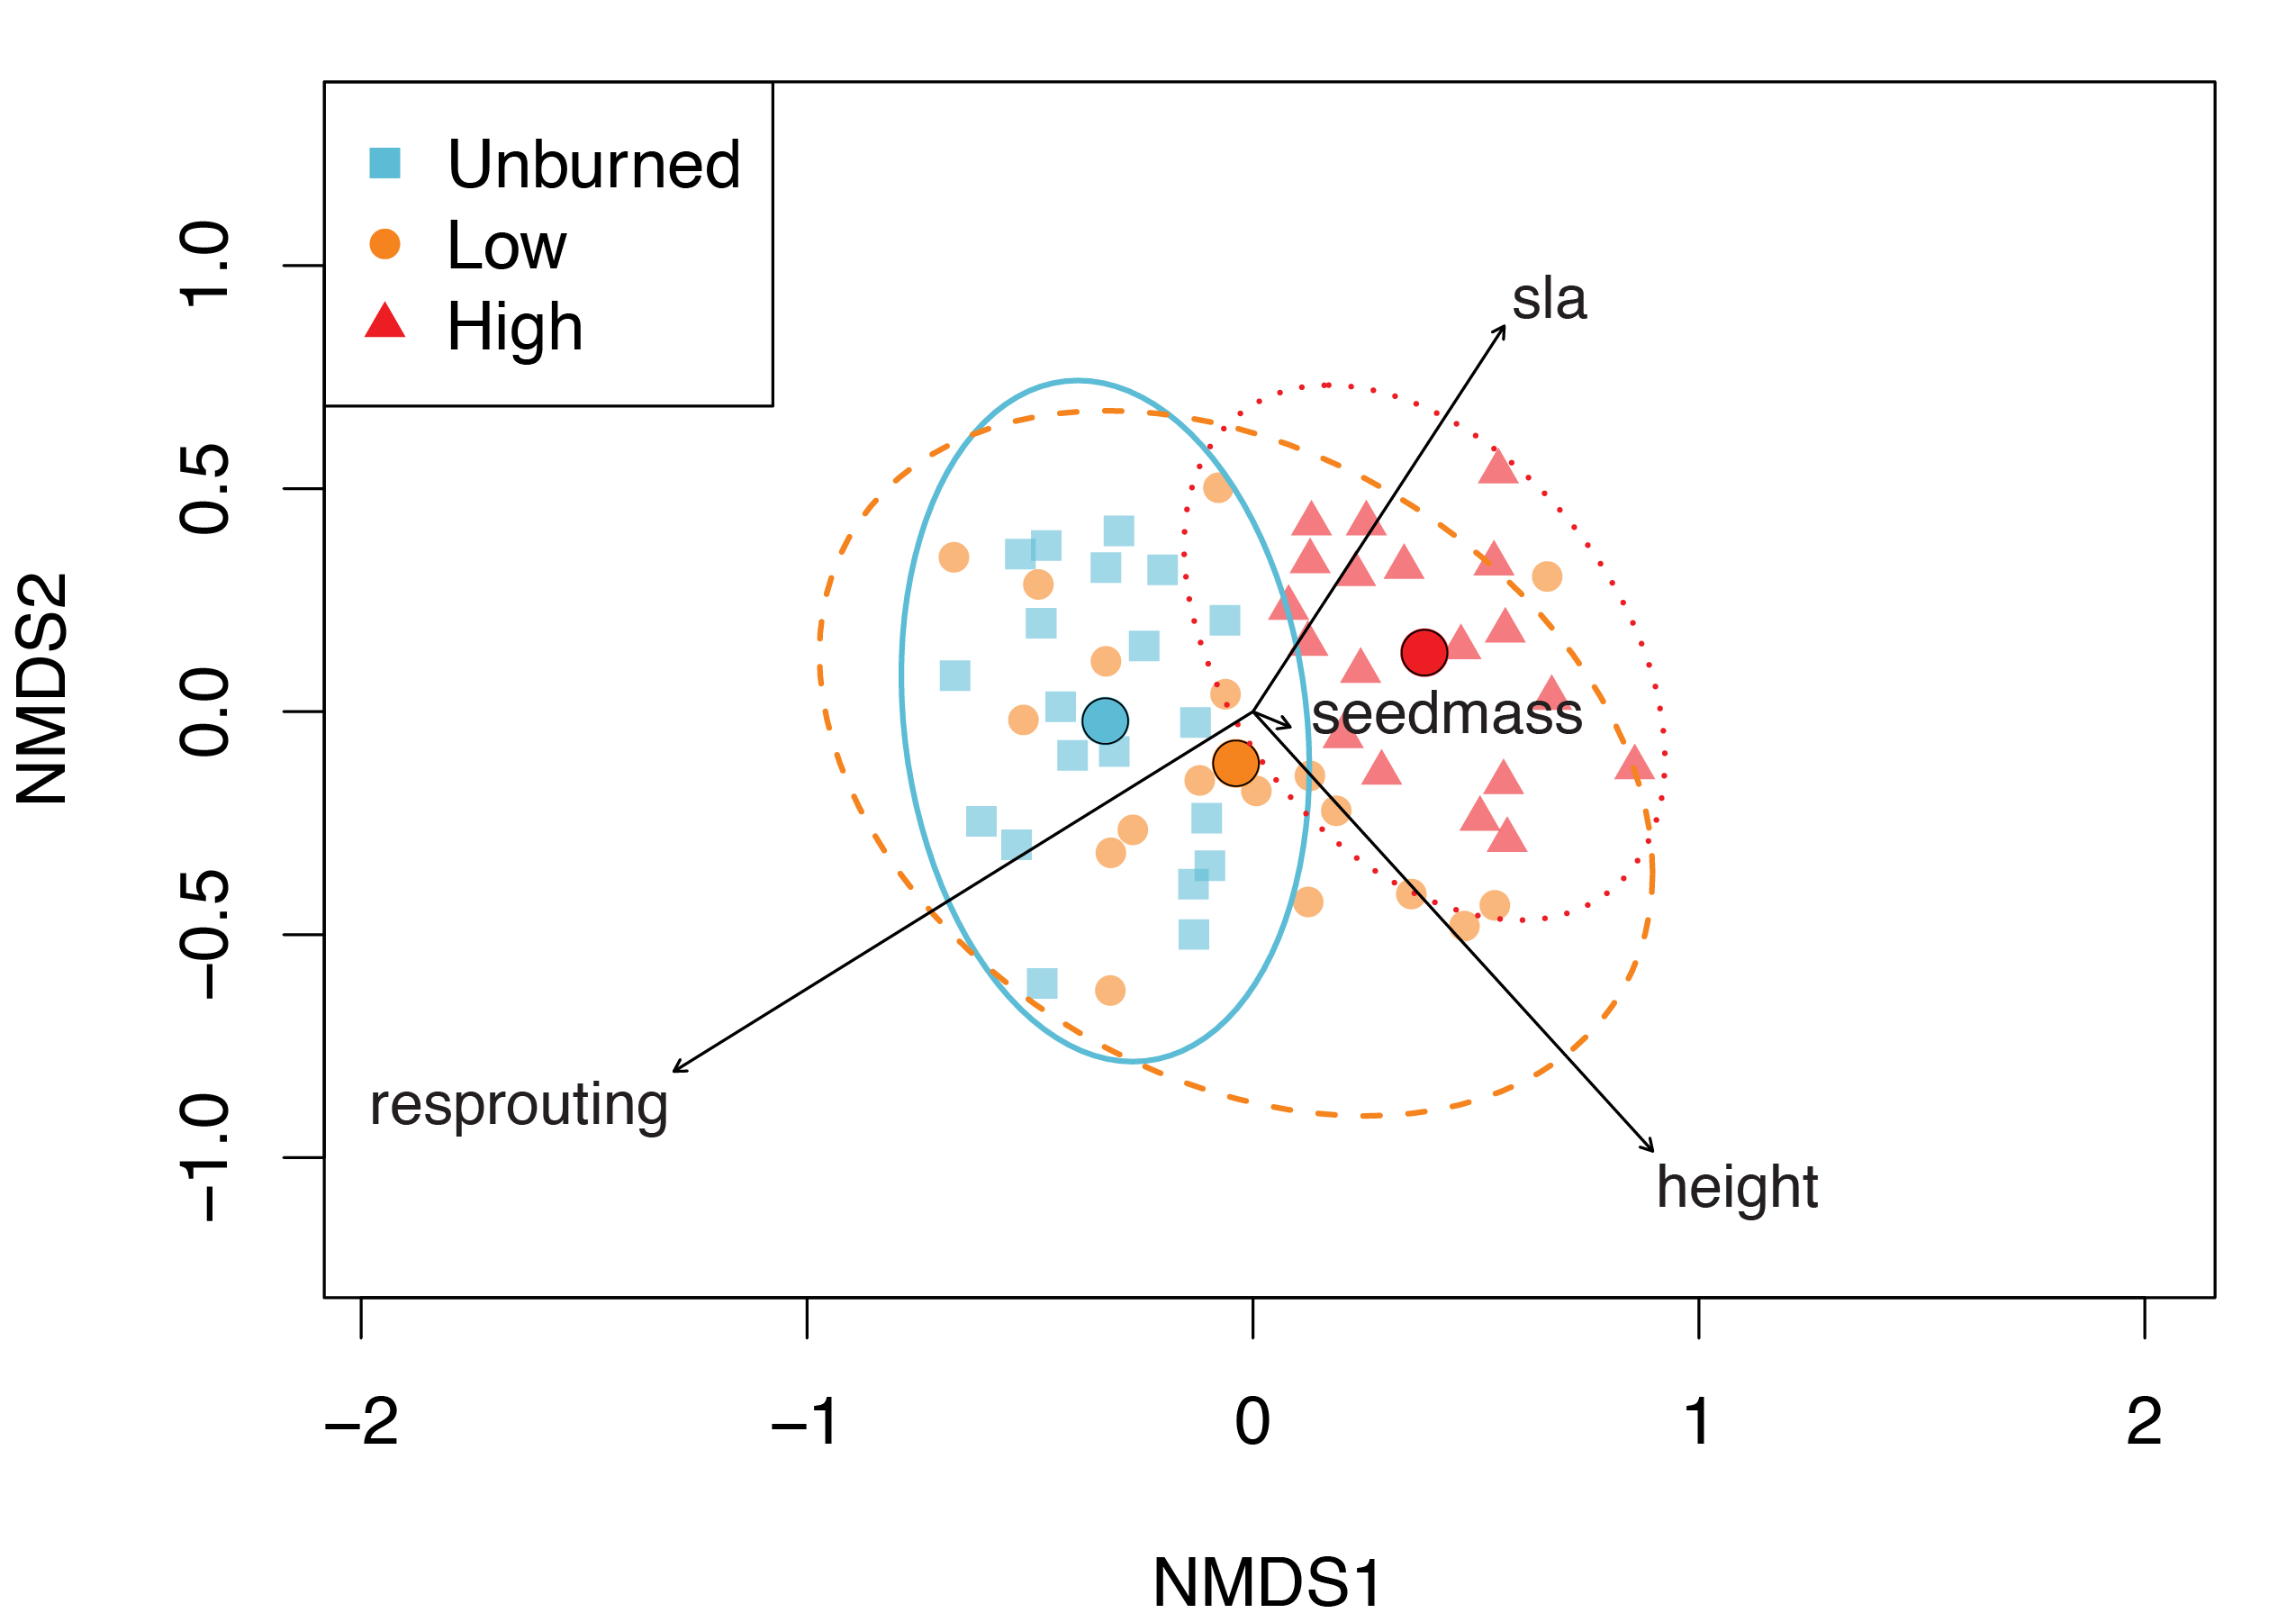 Unburned
Low
High
sla
seedmass
resprouting
height
NMDS2
1.0
0.5
0.0
−0.5
−1.0
−2
−1
0
1
2
NMDS1